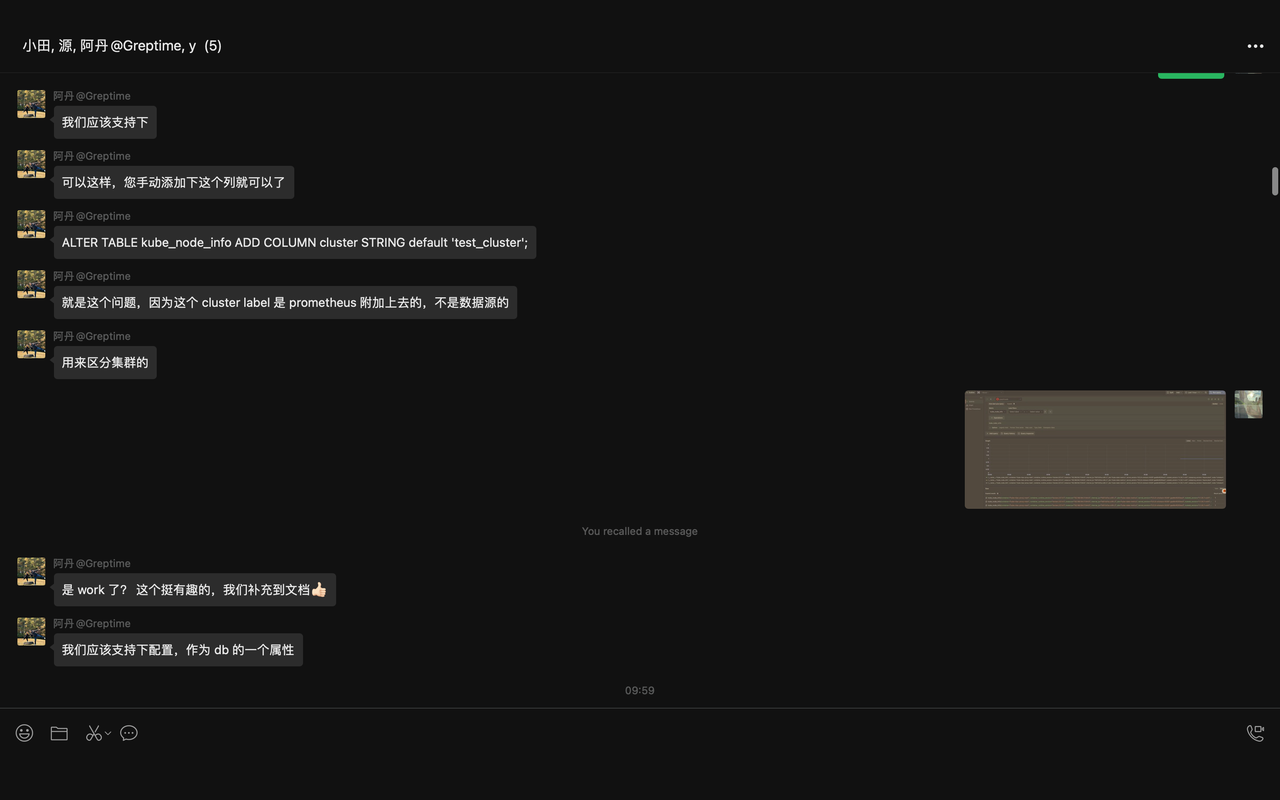 小田, 源, 阿丹@Greptime, y (5)
阿丹@Greptime
我们应该支持下
阿丹@Greptime
可以这样，您手动添加下这个列就可以了
阿丹@Greptime
ALTER TABLE kube_node_info ADD COLUMN cluster STRING default 'test_cluster';
阿丹@Greptime
就是这个问题，因为这个 cluster label 是 prometheus 附加上去的，不是数据源的
阿丹@Greptime
用来区分集群的
You recalled a message
阿丹@Greptime
是 work 了？ 这个挺有趣的，我们补充到文档👍🏻
阿丹@Greptime
我们应该支持下配置，作为 db 的一个属性
09:59